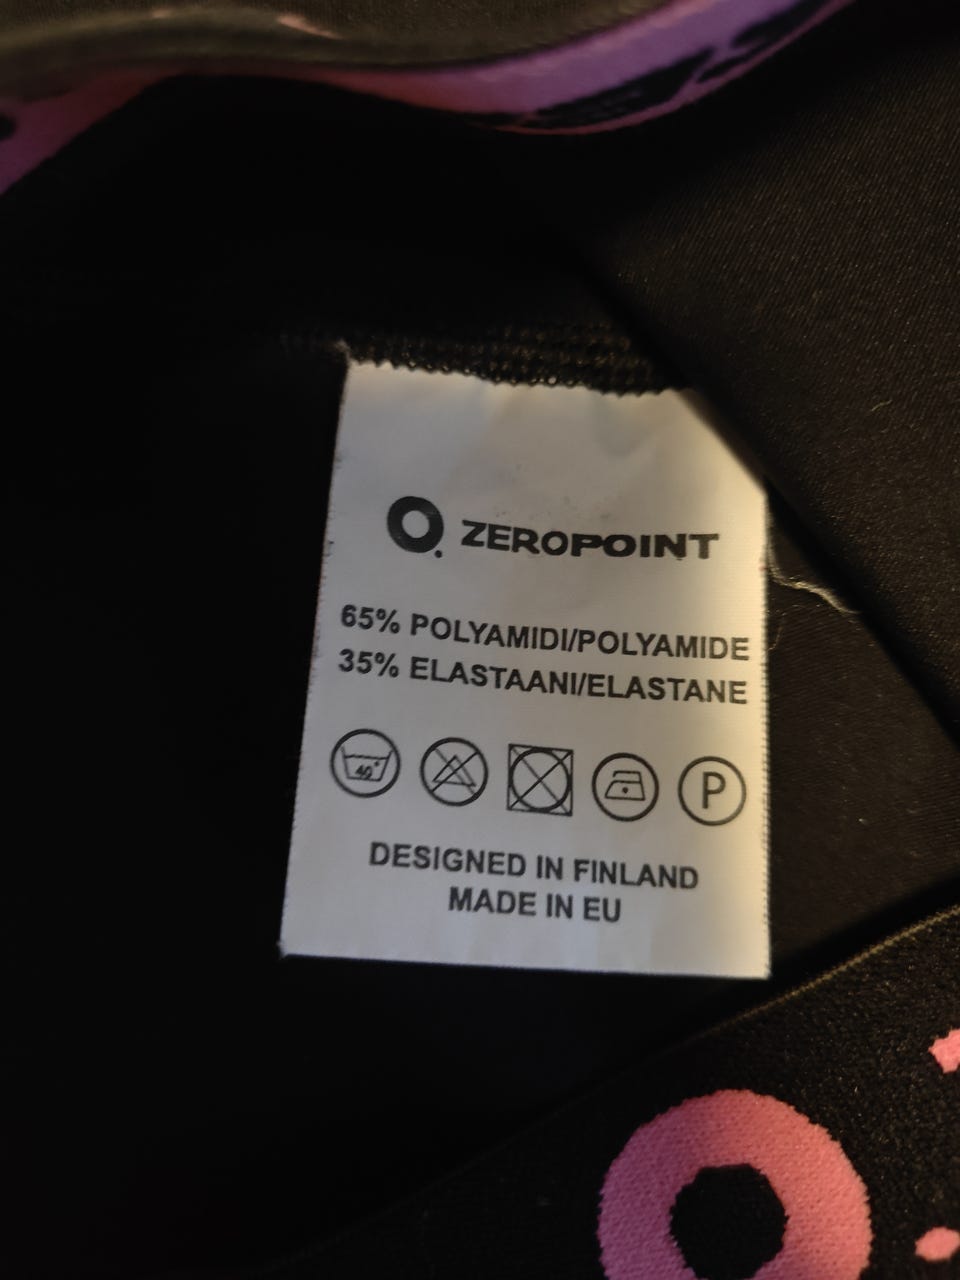 ZEROPOINT
65% POLYAMIDI/POLYAMIDE
35% ELASTAANI/ELASTANE
40° P
DESIGNED IN FINLAND
MADE IN EU